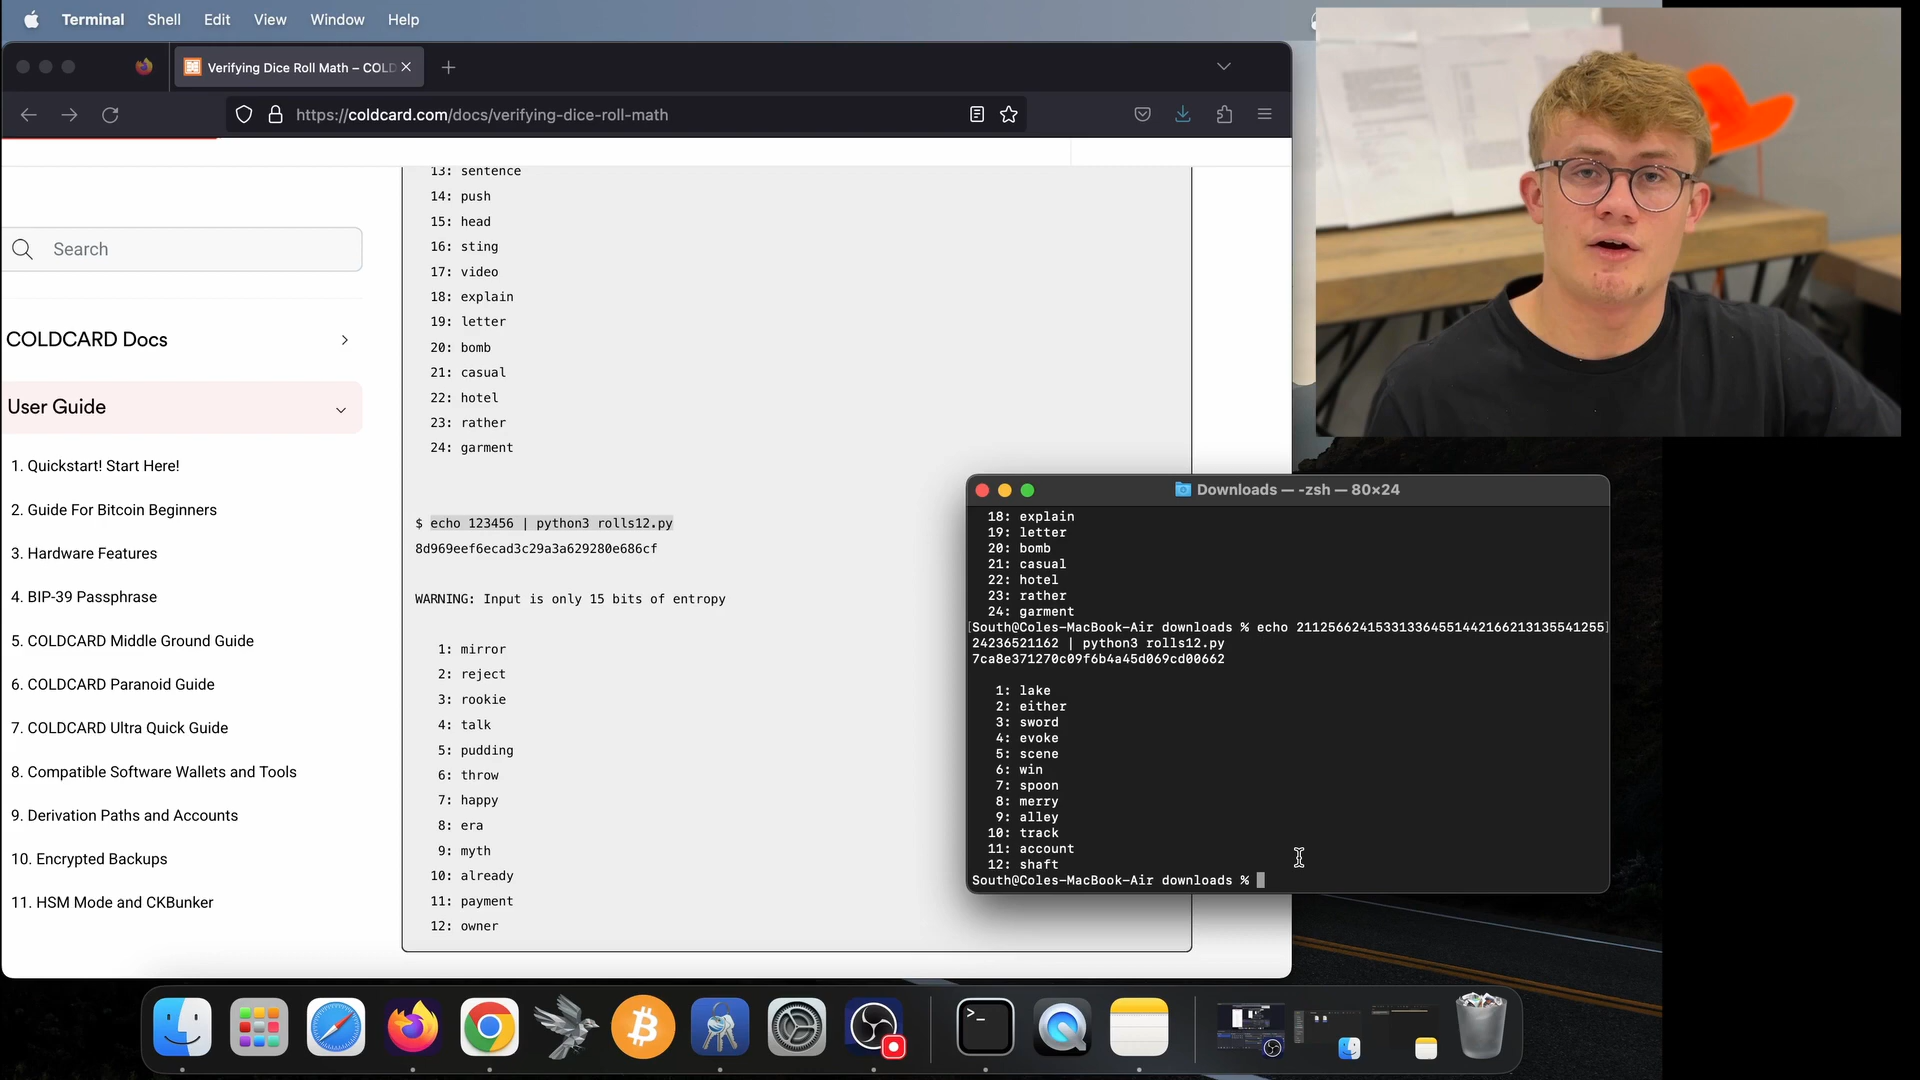 Terminal Shell Edit View Window Help
Verifying Dice Roll Math – COLD
https://coldcard.com/docs/verifying-dice-roll-math
Search
COLDCARD Docs
User Guide
1. Quickstart! Start Here!
2. Guide For Bitcoin Beginners
3. Hardware Features
4. BIP-39 Passphrase
5. COLDCARD Middle Ground Guide
6. COLDCARD Paranoid Guide
7. COLDCARD Ultra Quick Guide
8. Compatible Software Wallets and Tools
9. Derivation Paths and Accounts
10. Encrypted Backups
11. HSM Mode and CKBunker
13: sentence
14: push
15: head
16: sting
17: video
18: explain
19: letter
20: bomb
21: casual
22: hotel
23: rather
24: garment
$ echo 123456 | python3 rolls12.py
8d969eef6ecad3c29a3a629280e686cf
WARNING: Input is only 15 bits of entropy
1: mirror
2: reject
3: rookie
4: talk
5: pudding
6: throw
7: happy
8: era
9: myth
10: already
11: payment
12: owner
Downloads — -zsh — 80×24
18: explain
19: letter
20: bomb
21: casual
22: hotel
23: rather
24: garment
[South@Coles-MacBook-Air downloads % echo 211256624153313364551442166213135541255]
24236521162 | python3 rolls12.py
7ca8e371270c09f6b4a45d069cd00662
1: lake
2: either
3: sword
4: evoke
5: scene
6: win
7: spoon
8: merry
9: alley
10: track
11: account
12: shaft
South@Coles-MacBook-Air downloads %